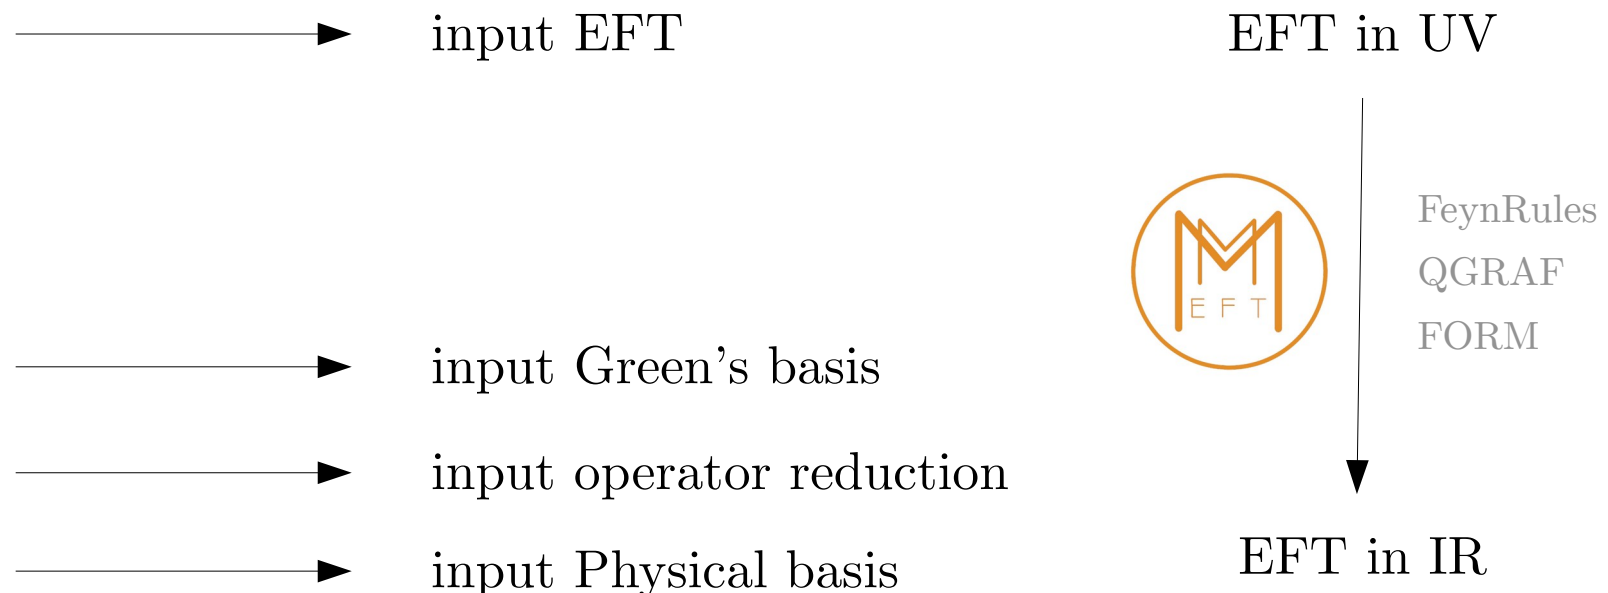 input EFT
EFT in UV
MM
EFT
FeynRules
QGRAF
FORM
input Green's basis
input operator reduction
input Physical basis
EFT in IR